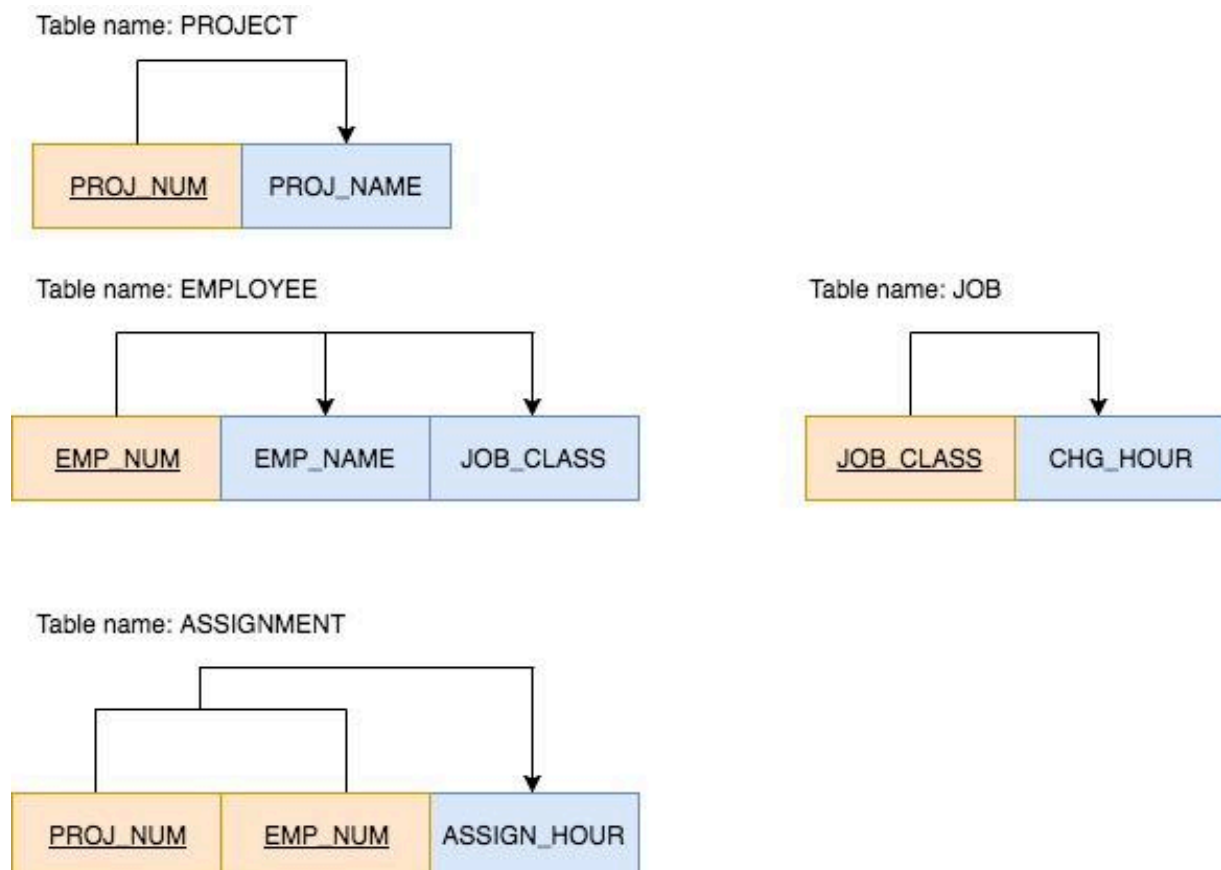 Table name: PROJECT
PROJ_NUM PROJ_NAME
Table name: EMPLOYEE
EMP_NUM EMP_NAME JOB_CLASS
Table name: JOB
JOB_CLASS CHG_HOUR
Table name: ASSIGNMENT
PROJ_NUM EMP_NUM ASSIGN_HOUR